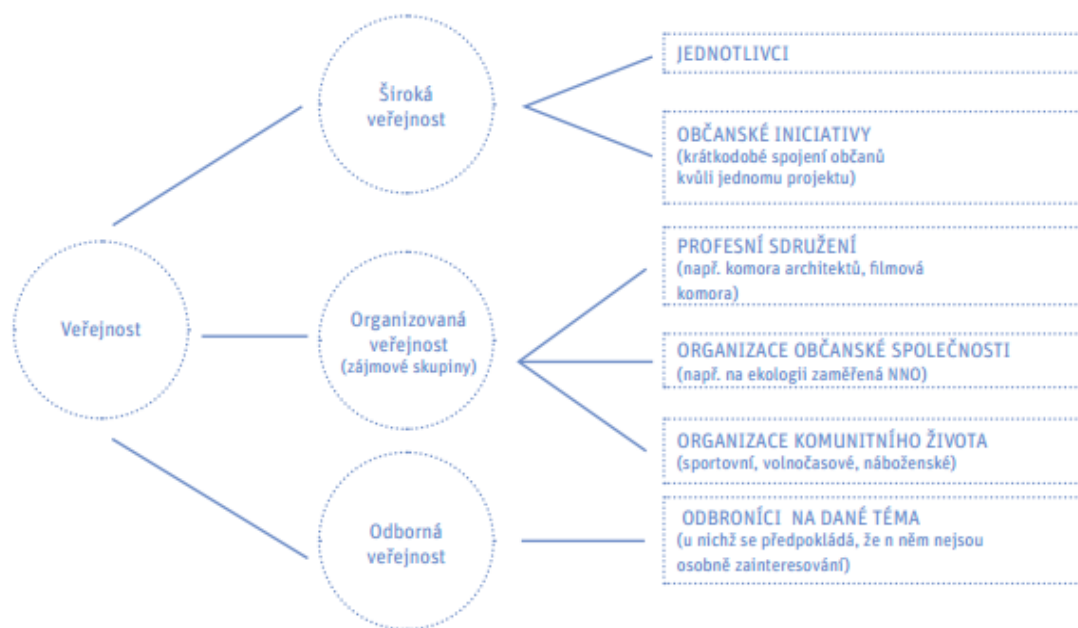 Široká
veřejnost
JEDNOTLIVCI
OBČANSKÉ INICIATIVY
(krátkodobé spojení občanů
kvůli jednomu projektu)
Veřejnost
Organizovaná
veřejnost
(zájmové skupiny)
PROFESNÍ SDRUŽENÍ
(např. komora architektů, filmová
komora)
ORGANIZACE OBČANSKÉ SPOLEČNOSTI
(např. na ekologii zaměřená NNO)
ORGANIZACE KOMUNITNÍHO ŽIVOTA
(sportovní, volnočasové, náboženské)
Odborná
veřejnost
ODBRONÍCI NA DANÉ TÉMA
(u nichž se předpokládá, že n něm nejsou
osobně zainteresování)